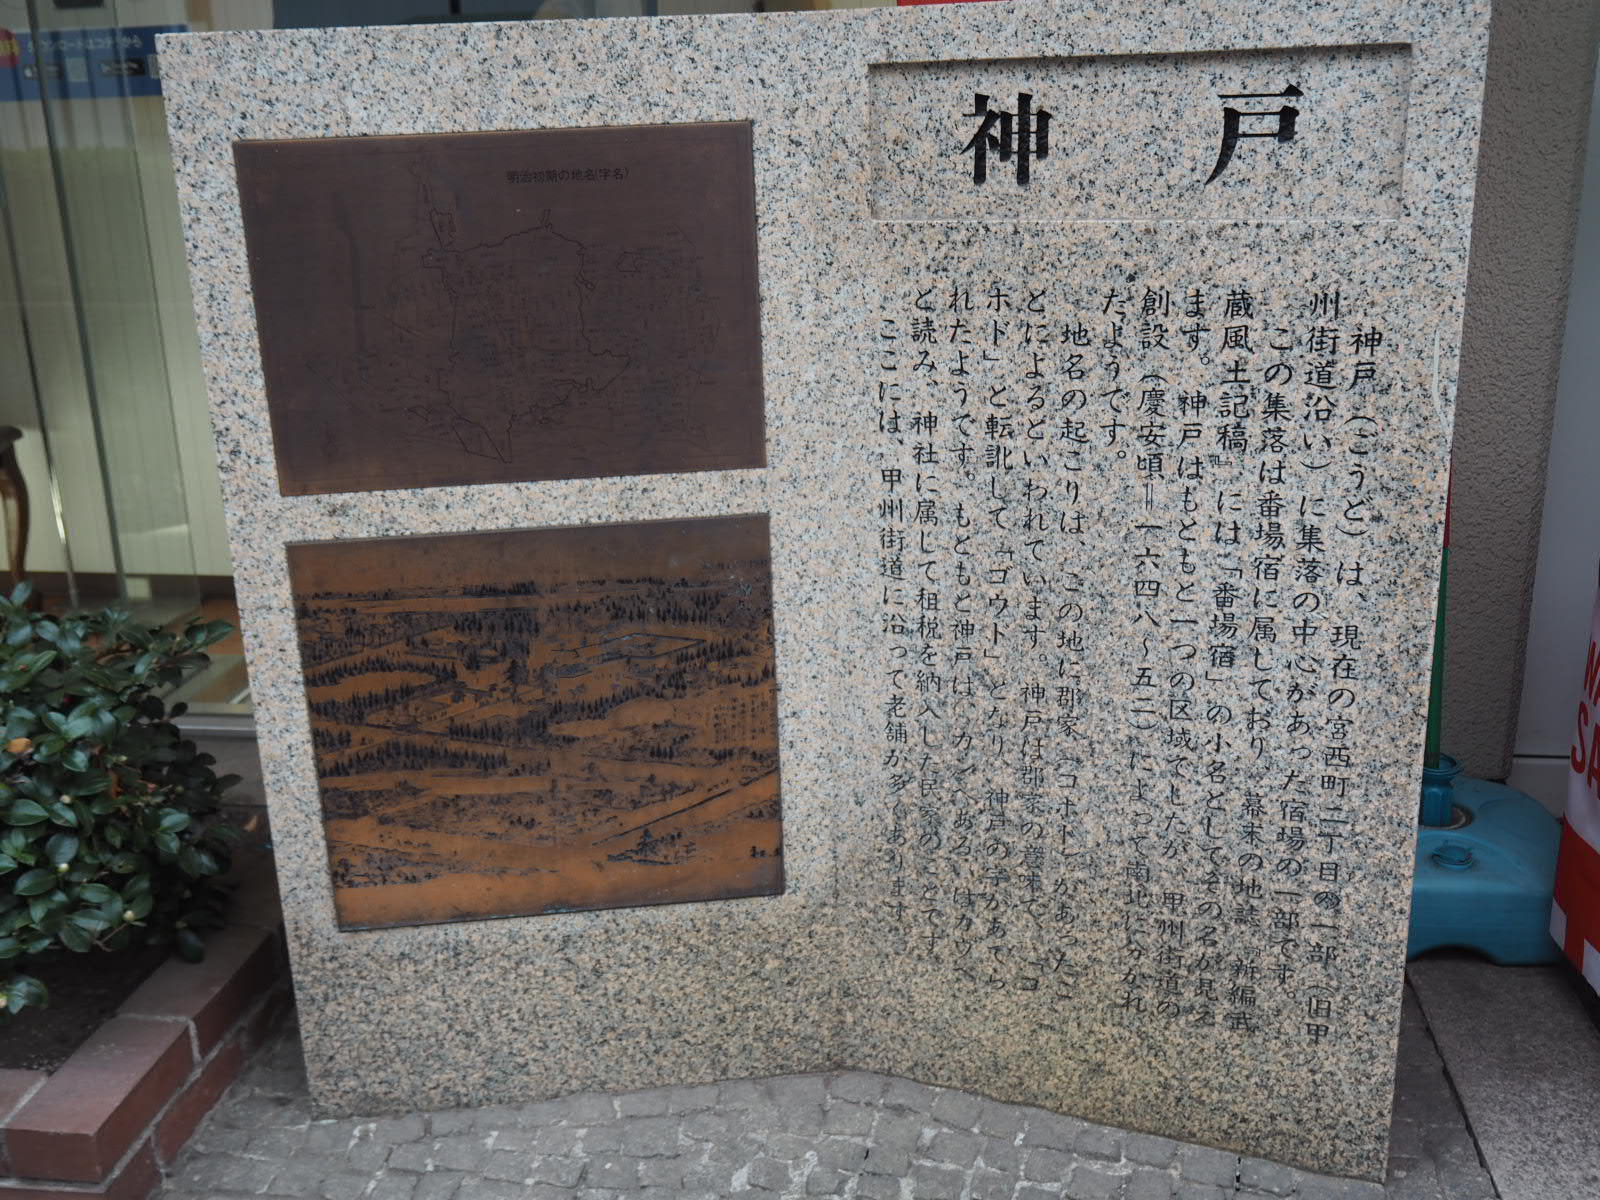 神戸
神戸(ごうど)は、現在の宮西町二丁目の一部(旧甲
州街道沿い)に集落の中心があった宿場の一部です。
この集落は番場宿に属しており、幕末の地誌『新編武
蔵風土記稿』には「番場宿」の小名としてその名が見え
ます。神戸はもともと一つの区域でしたが、甲州街道の
創設(慶安頃=一六四八~五二)によって南北に分かれ
たようです。
地名の起こりは、この地に郡家(コホト)があったこ
とによるといわれています。神戸は郡家の意味で、「コ
ホド」と転訛して「ゴウト」となり、神戸の字があてら
れたようです。もともと神戸は、カンベあるいはカウベ
と読み、神社に属して租税を納入した民家のことです。
ここには、甲州街道に沿って老舗が多くあります。
明治初期の地名(字名)